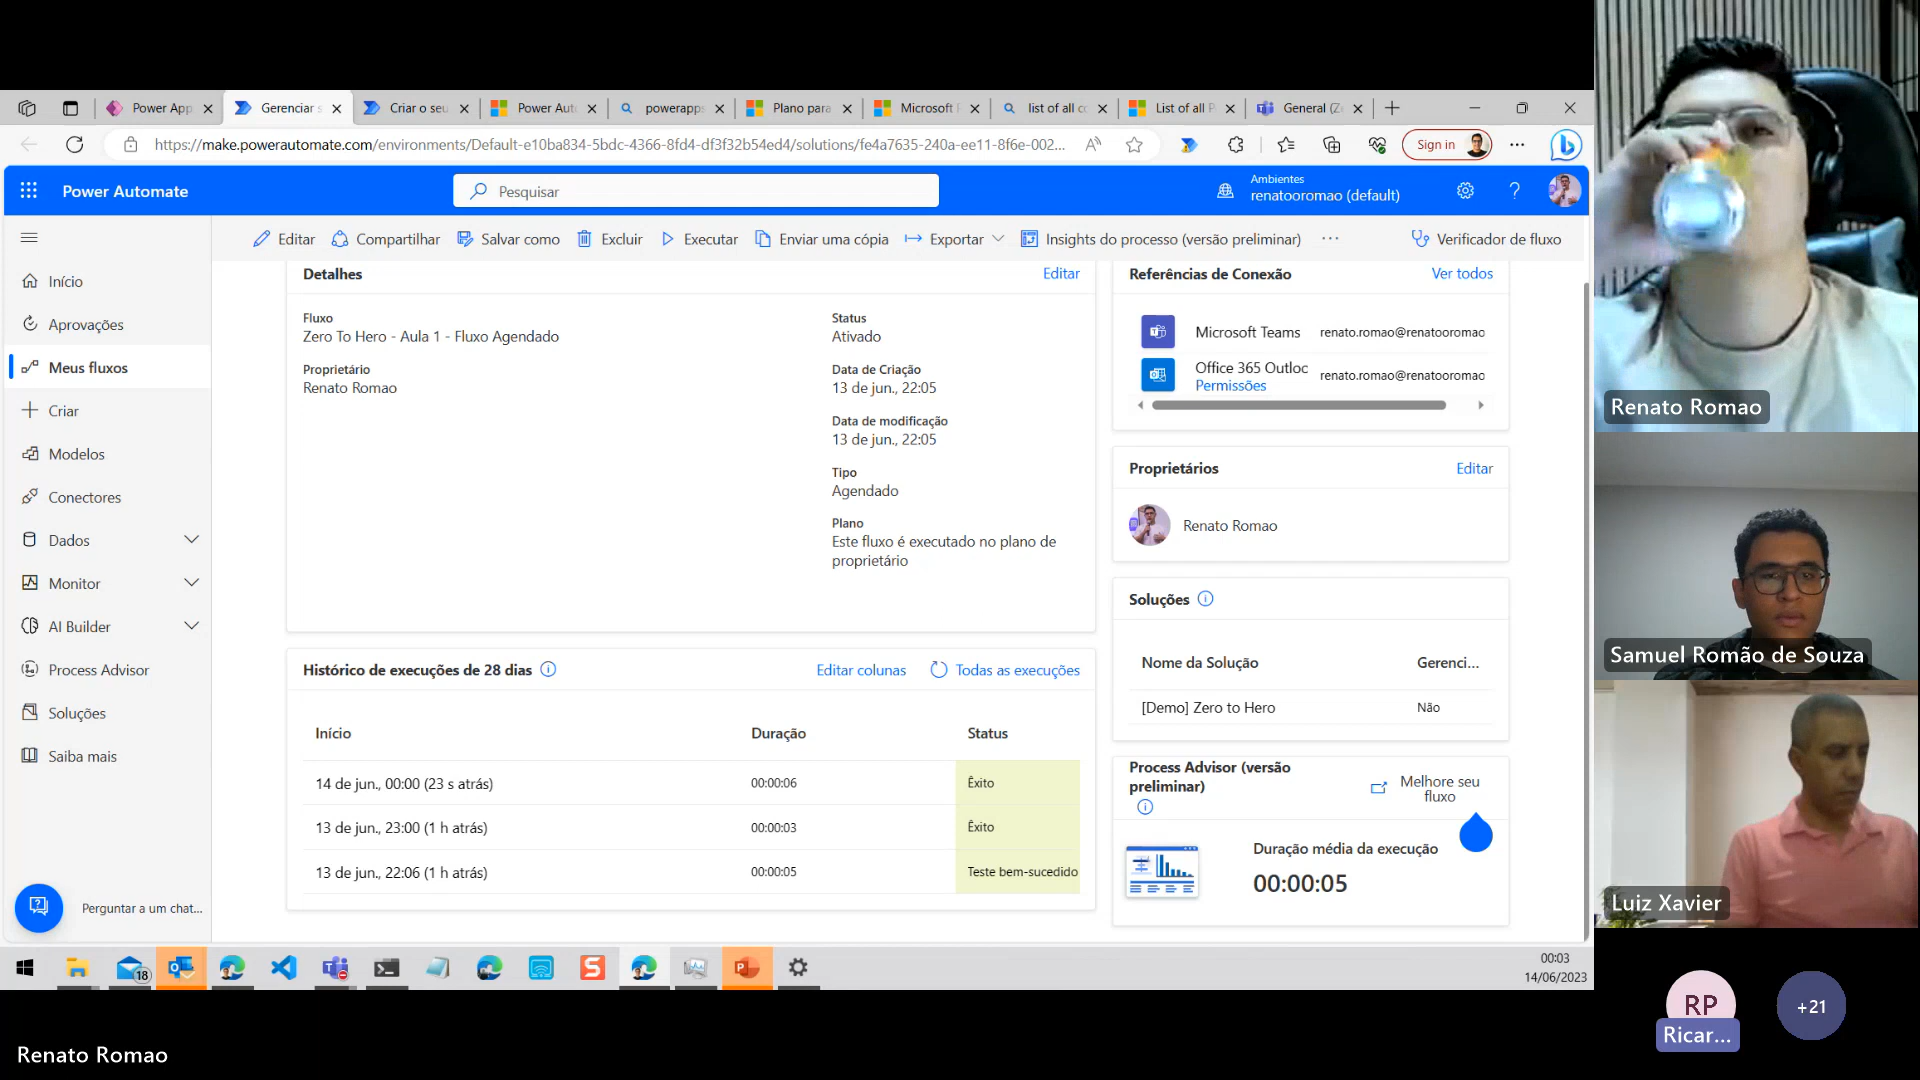 Power App
Gerenciar s
Criar o seu
Power Aut
powerapps
Plano para
Microsoft P
list of all co
List of all P
General (Ze
https://make.powerautomate.com/environments/Default-e10ba834-5bdc-4366-8fd4-df3f32b54ed4/solutions/fe4a7635-240a-ee11-8f6e-002...
Sign in
Power Automate
Pesquisar
Ambientes
renatooromao (default)
Editar
Compartilhar
Salvar como
Excluir
Executar
Enviar uma cópia
Exportar
Insights do processo (versão preliminar)
Verificador de fluxo
Início
Aprovações
Meus fluxos
Criar
Modelos
Conectores
Dados
Monitor
AI Builder
Process Advisor
Soluções
Saiba mais
Perguntar a um chat...
Detalhes
Editar
Fluxo
Zero To Hero - Aula 1 - Fluxo Agendado
Proprietário
Renato Romao
Status
Ativado
Data de Criação
13 de jun., 22:05
Data de modificação
13 de jun., 22:05
Tipo
Agendado
Plano
Este fluxo é executado no plano de
proprietário
Histórico de execuções de 28 dias
Editar colunas
Todas as execuções
Início Duração Status
14 de jun., 00:00 (23 s atrás) 00:00:06 Êxito
13 de jun., 23:00 (1 h atrás) 00:00:03 Êxito
13 de jun., 22:06 (1 h atrás) 00:00:05 Teste bem-sucedido
Referências de Conexão
Ver todos
Microsoft Teams renato.romao@renatooromao
Office 365 Outloc renato.romao@renatooromao
Permissões
Proprietários
Editar
Renato Romao
Soluções
Nome da Solução Gerenci...
[Demo] Zero to Hero Não
Process Advisor (versão
preliminar)
Melhore seu
fluxo
Duração média da execução
00:00:05
18
00:03
14/06/2023
Renato Romao
Samuel Romão de Souza
Luiz Xavier
RP
Ricar...
+21
Renato Romao